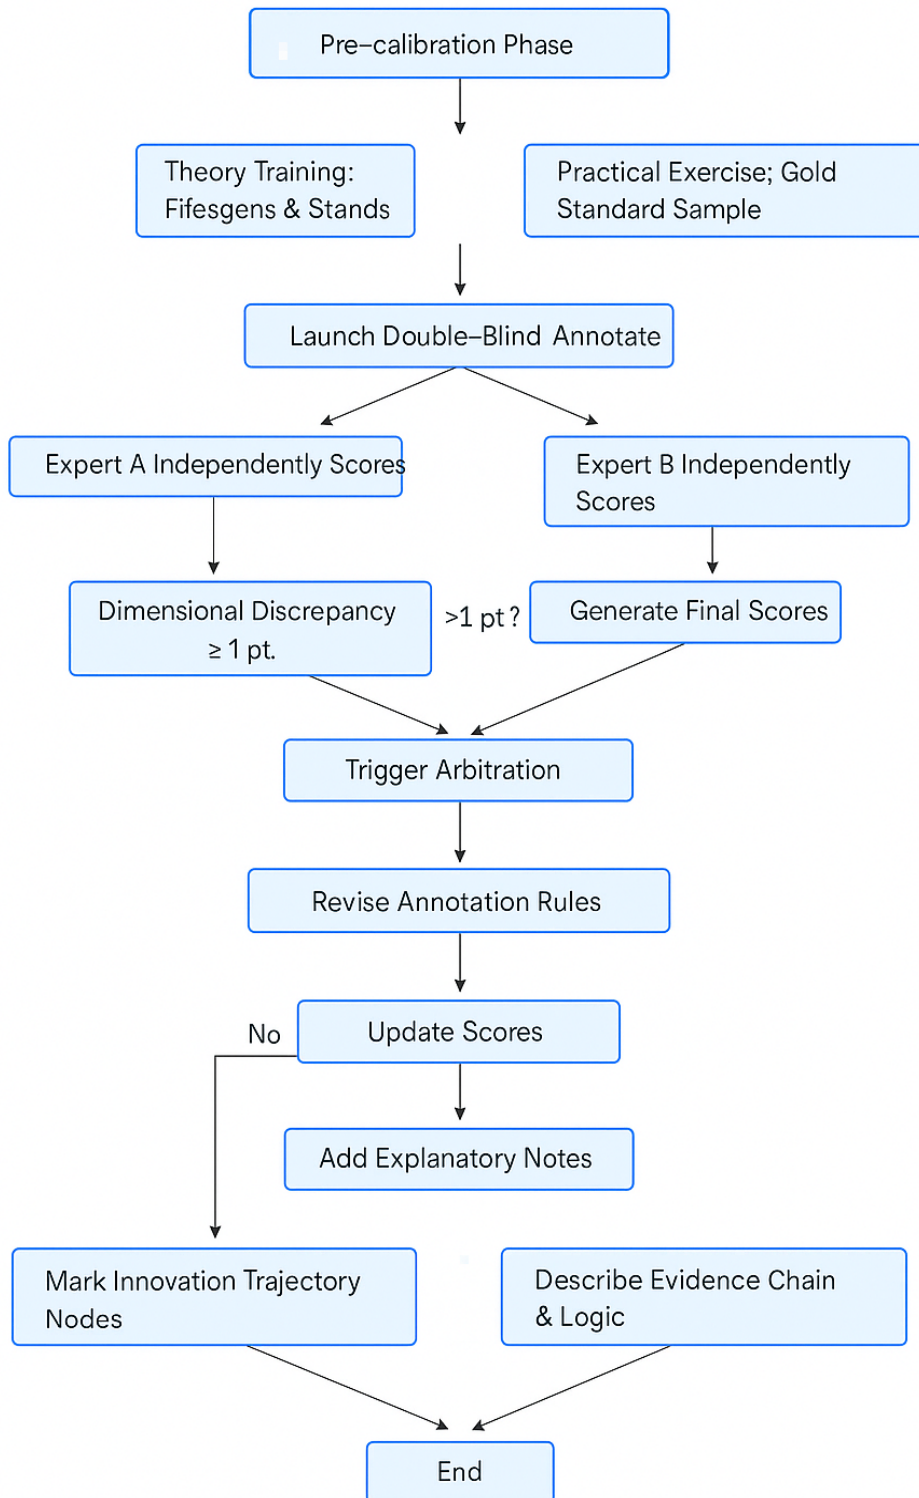 Pre-calibration Phase
Theory Training:
Fifesgens & Stands
Practical Exercise; Gold
Standard Sample
Launch Double-Blind Annotate
Expert A Independently Scores
Expert B Independently
Scores
Dimensional Discrepancy
≥ 1 pt.
>1 pt ?
Generate Final Scores
Trigger Arbitration
Revise Annotation Rules
No
Update Scores
Add Explanatory Notes
Mark Innovation Trajectory
Nodes
Describe Evidence Chain
& Logic
End